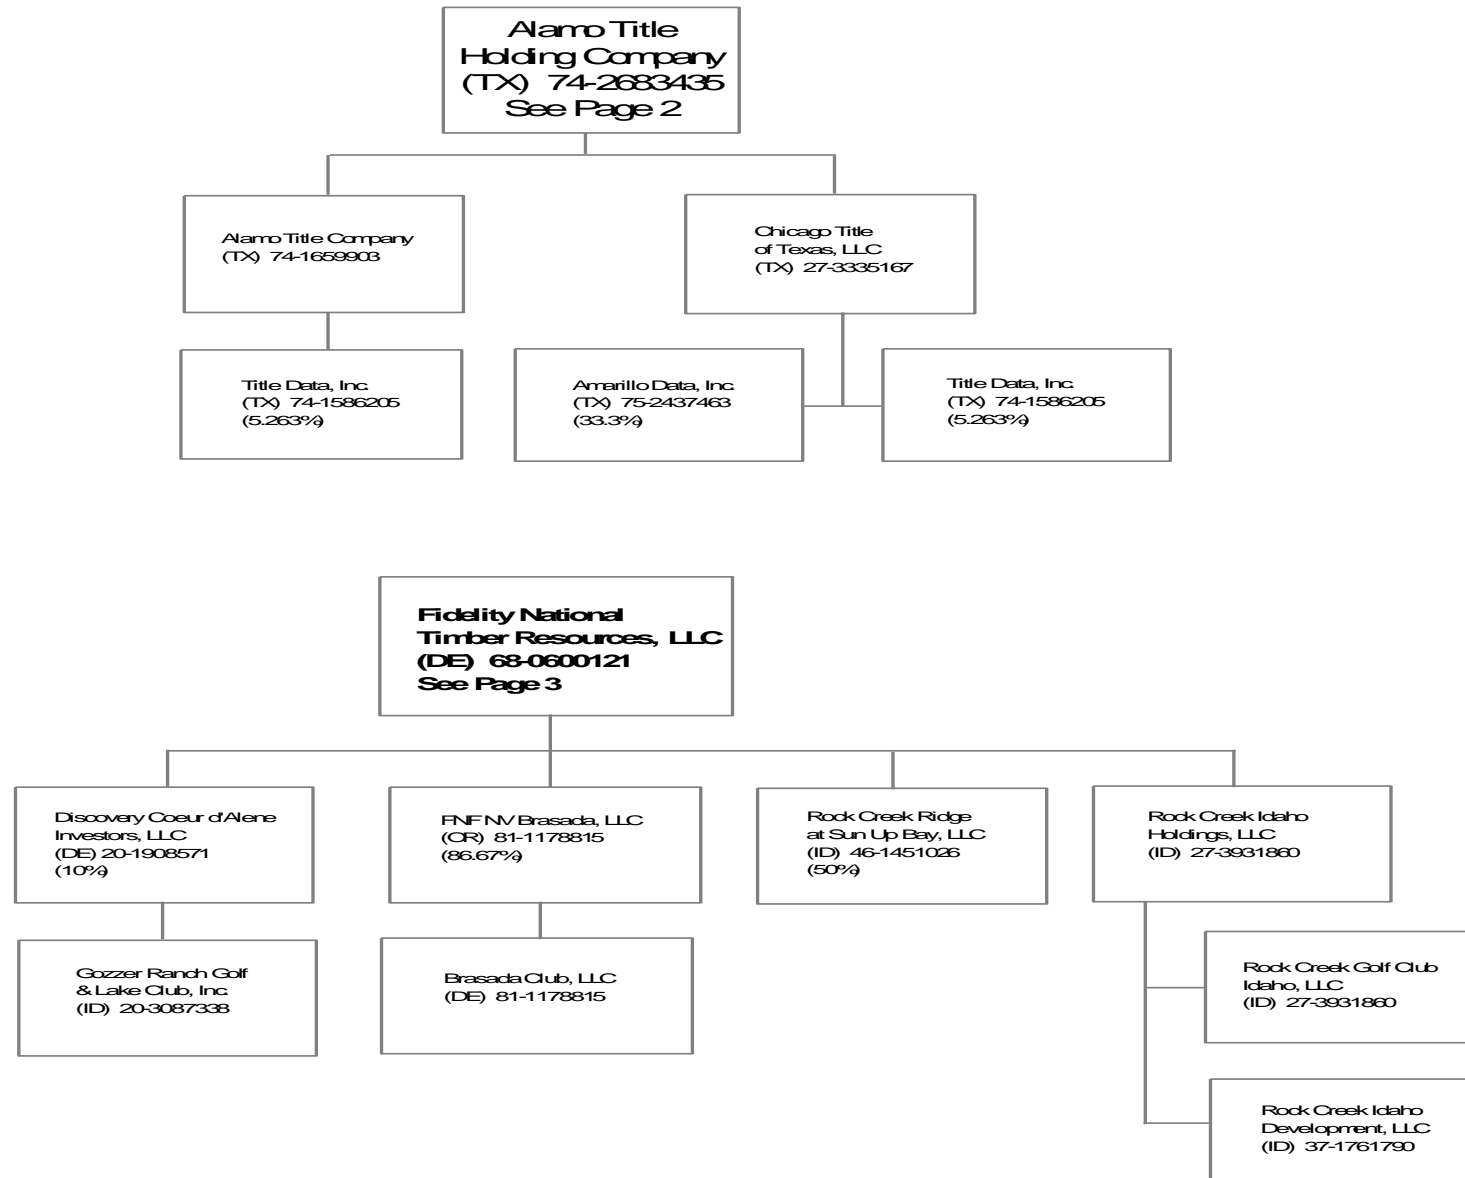 Alamo Title
Holding Company
(TX) 74-2683435
See Page 2
Alamo Title Company
(TX) 74-1659903
Chicago Title
of Texas, LLC
(TX) 27-3335167
Title Data, Inc.
(TX) 74-1586205
(5.263%)
Amarillo Data, Inc.
(TX) 75-2437463
(33.3%)
Title Data, Inc.
(TX) 74-1586205
(5.263%)
Fidelity National
Timber Resources, LLC
(DE) 68-0600121
See Page 3
Discovery Coeur d'Alene
Investors, LLC
(DE) 20-1908571
(10%)
FNF NV Brasada, LLC
(OR) 81-1178815
(86.67%)
Rock Creek Ridge
at Sun Up Bay, LLC
(ID) 46-1451026
(50%)
Rock Creek Idaho
Holdings, LLC
(ID) 27-3931860
Gozzer Ranch Golf
& Lake Club, Inc.
(ID) 20-3087338
Brasada Club, LLC
(DE) 81-1178815
Rock Creek Golf Club
Idaho, LLC
(ID) 27-3931860
Rock Creek Idaho
Development, LLC
(ID) 37-1761790